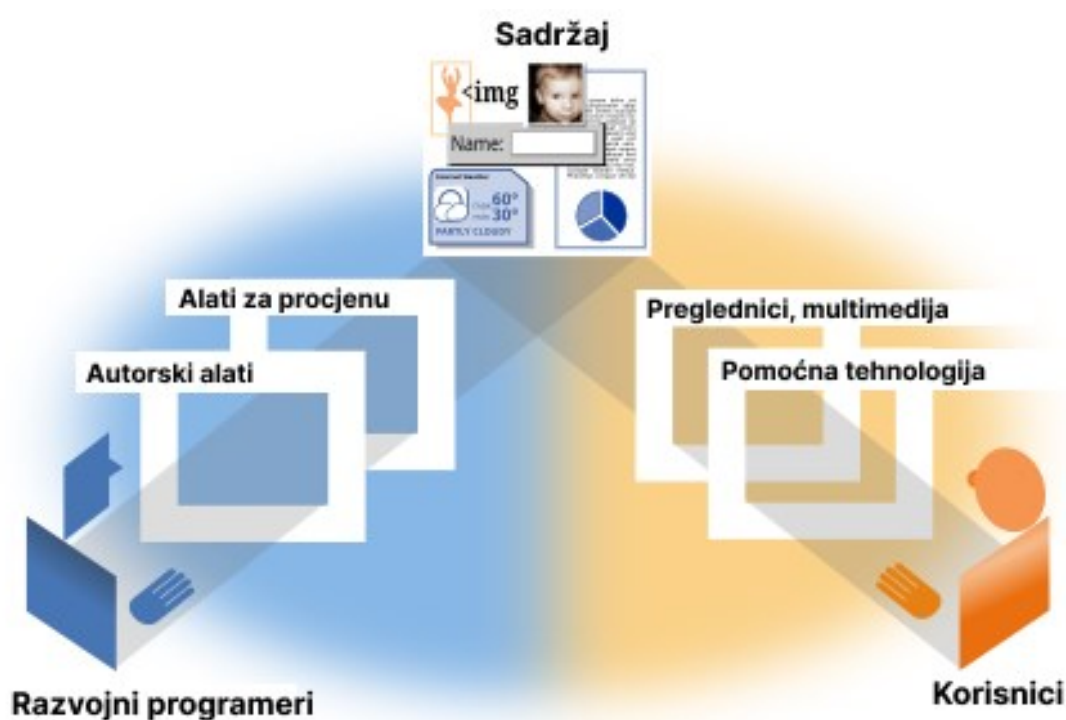 Sadržaj
<img
Name:
60°
30°
PARTLY CLOUDY
Alati za procjenu
Autorski alati
Preglednici, multimedija
Pomoćna tehnologija
Razvojni programeri
Korisnici